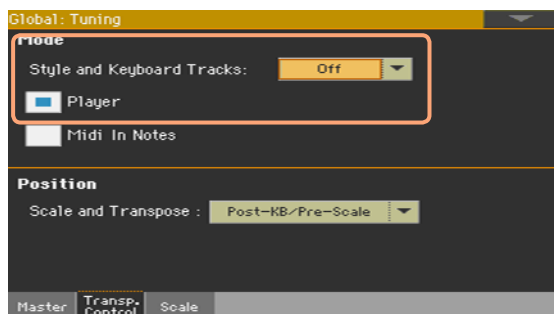 Global: Tuning
Mode
Style and Keyboard Tracks: Off
Player
Midi In Notes
Position
Scale and Transpose : Post-KB/Pre-Scale
Master Transp. Control Scale